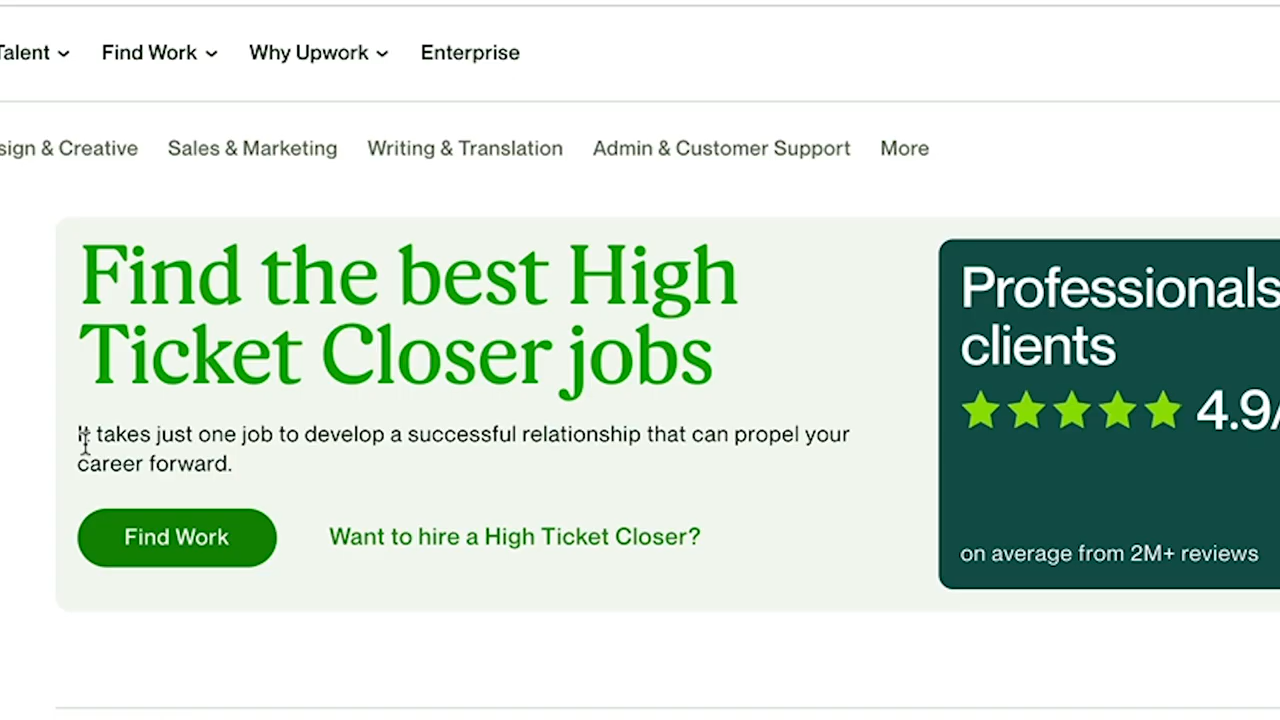 Talent Find Work Why Upwork Enterprise
sign & Creative Sales & Marketing Writing & Translation Admin & Customer Support More
Find the best High
Ticket Closer jobs
It takes just one job to develop a successful relationship that can propel your
career forward.
Find Work Want to hire a High Ticket Closer?
Professionals
clients
4.9/
on average from 2M+ reviews